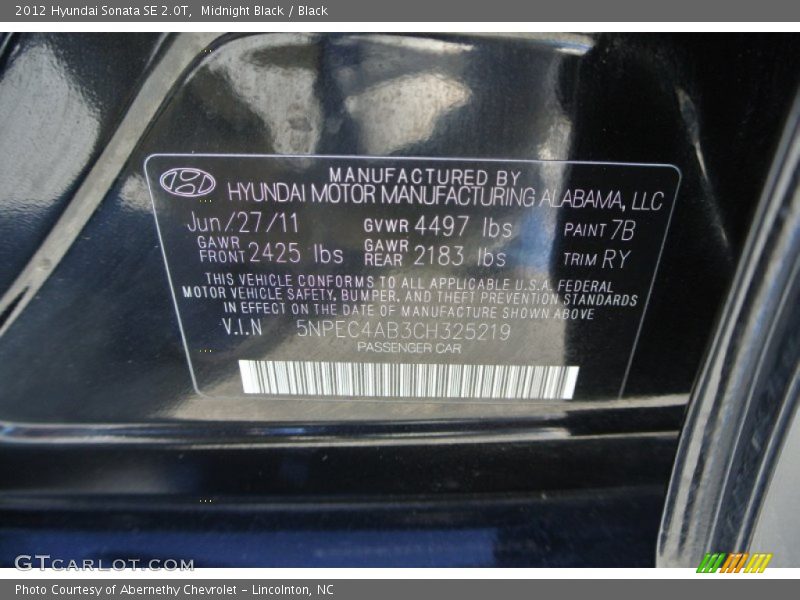 2012 Hyundai Sonata SE 2.0T, Midnight Black / Black
MANUFACTURED BY
HYUNDAI MOTOR MANUFACTURING ALABAMA, LLC
Jun/27/11 GVWR 4497 lbs PAINT 7B
GAWR FRONT 2425 lbs GAWR REAR 2183 lbs TRIM RY
THIS VEHICLE CONFORMS TO ALL APPLICABLE U.S.A. FEDERAL
MOTOR VEHICLE SAFETY, BUMPER, AND THEFT PREVENTION STANDARDS
IN EFFECT ON THE DATE OF MANUFACTURE SHOWN ABOVE
V.I.N 5NPEC4AB3CH325219
PASSENGER CAR
GTCARLOT.COM
Photo Courtesy of Abernethy Chevrolet – Lincolnton, NC